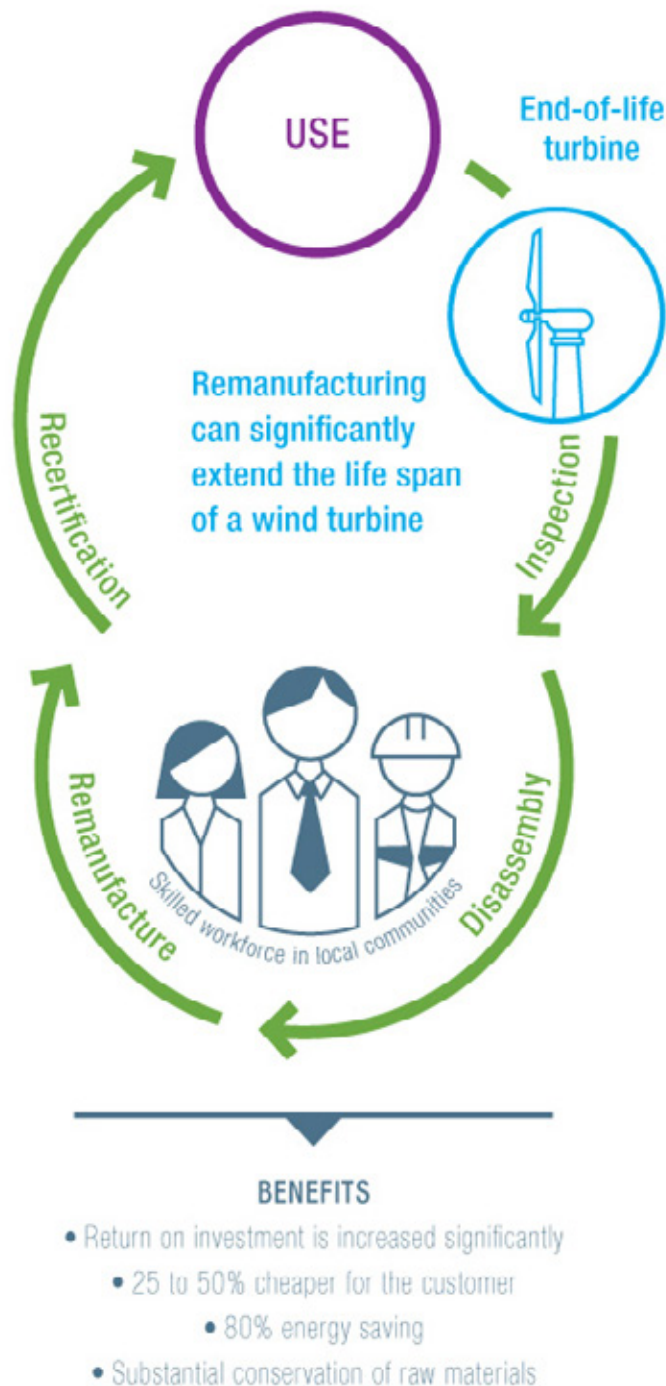 USE
End-of-life
turbine
Remanufacturing
can significantly
extend the life span
of a wind turbine
Recertification
Inspection
Remanufacture
Disassembly
Skilled workforce in local communities
BENEFITS
• Return on investment is increased significantly
• 25 to 50% cheaper for the customer
• 80% energy saving
• Substantial conservation of raw materials